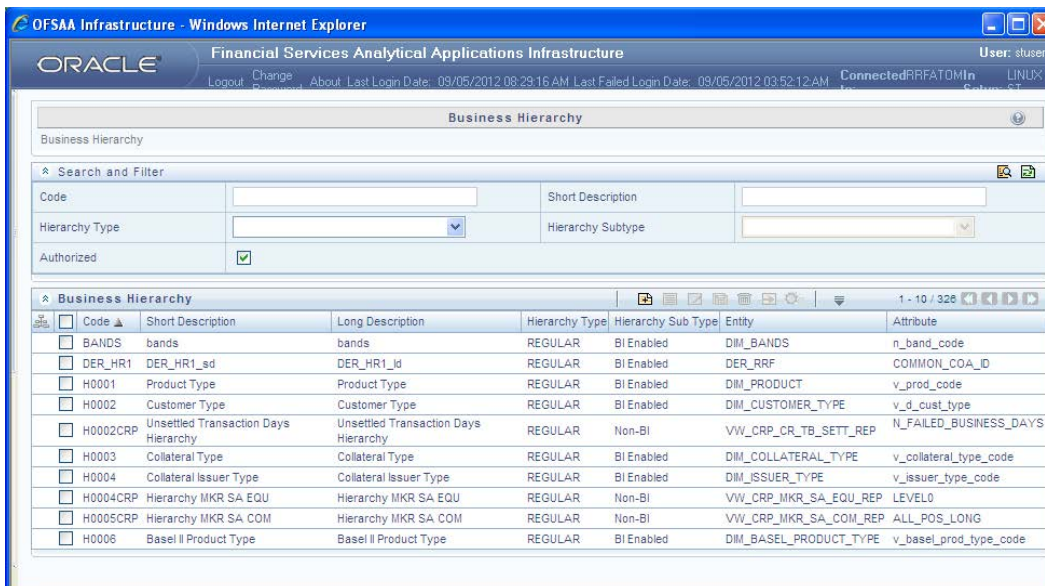 OFSAA Infrastructure - Windows Internet Explorer
ORACLE
Financial Services Analytical Applications Infrastructure
User: stuser
Logout Change About Last Login Date: 09/05/2012 08:29:16 AM Last Failed Login Date: 09/05/2012 03:52:12 AM Connected RRFATOM In LINUX
Business Hierarchy
Business Hierarchy
Search and Filter
Code Short Description
Hierarchy Type Hierarchy Subtype
Authorized
Business Hierarchy 1 - 10 / 326
Code Short Description Long Description Hierarchy Type Hierarchy Sub Type Entity Attribute
BANDS bands bands REGULAR BI Enabled DIM_BANDS n_band_code
DER_HR1 DER_HR1_sd DER_HR1_ld REGULAR BI Enabled DER_RRF COMMON_COA_ID
H0001 Product Type Product Type REGULAR BI Enabled DIM_PRODUCT v_prod_code
H0002 Customer Type Customer Type REGULAR BI Enabled DIM_CUSTOMER_TYPE v_d_cust_type
H0002CRP Unsettled Transaction Days Hierarchy Unsettled Transaction Days Hierarchy REGULAR Non-BI VW_CRP_CR_TB_SETT_REP N_FAILED_BUSINESS_DAYS
H0003 Collateral Type Collateral Type REGULAR BI Enabled DIM_COLLATERAL_TYPE v_collateral_type_code
H0004 Collateral Issuer Type Collateral Issuer Type REGULAR BI Enabled DIM_ISSUER_TYPE v_issuer_type_code
H0004CRP Hierarchy MKR SA EQU Hierarchy MKR SA EQU REGULAR Non-BI VW_CRP_MKR_SA_EQU_REP LEVEL0
H0005CRP Hierarchy MKR SA COM Hierarchy MKR SA COM REGULAR Non-BI VW_CRP_MKR_SA_COM_REP ALL_POS_LONG
H0006 Basel II Product Type Basel II Product Type REGULAR BI Enabled DIM_BASEL_PRODUCT_TYPE v_basel_prod_type_code